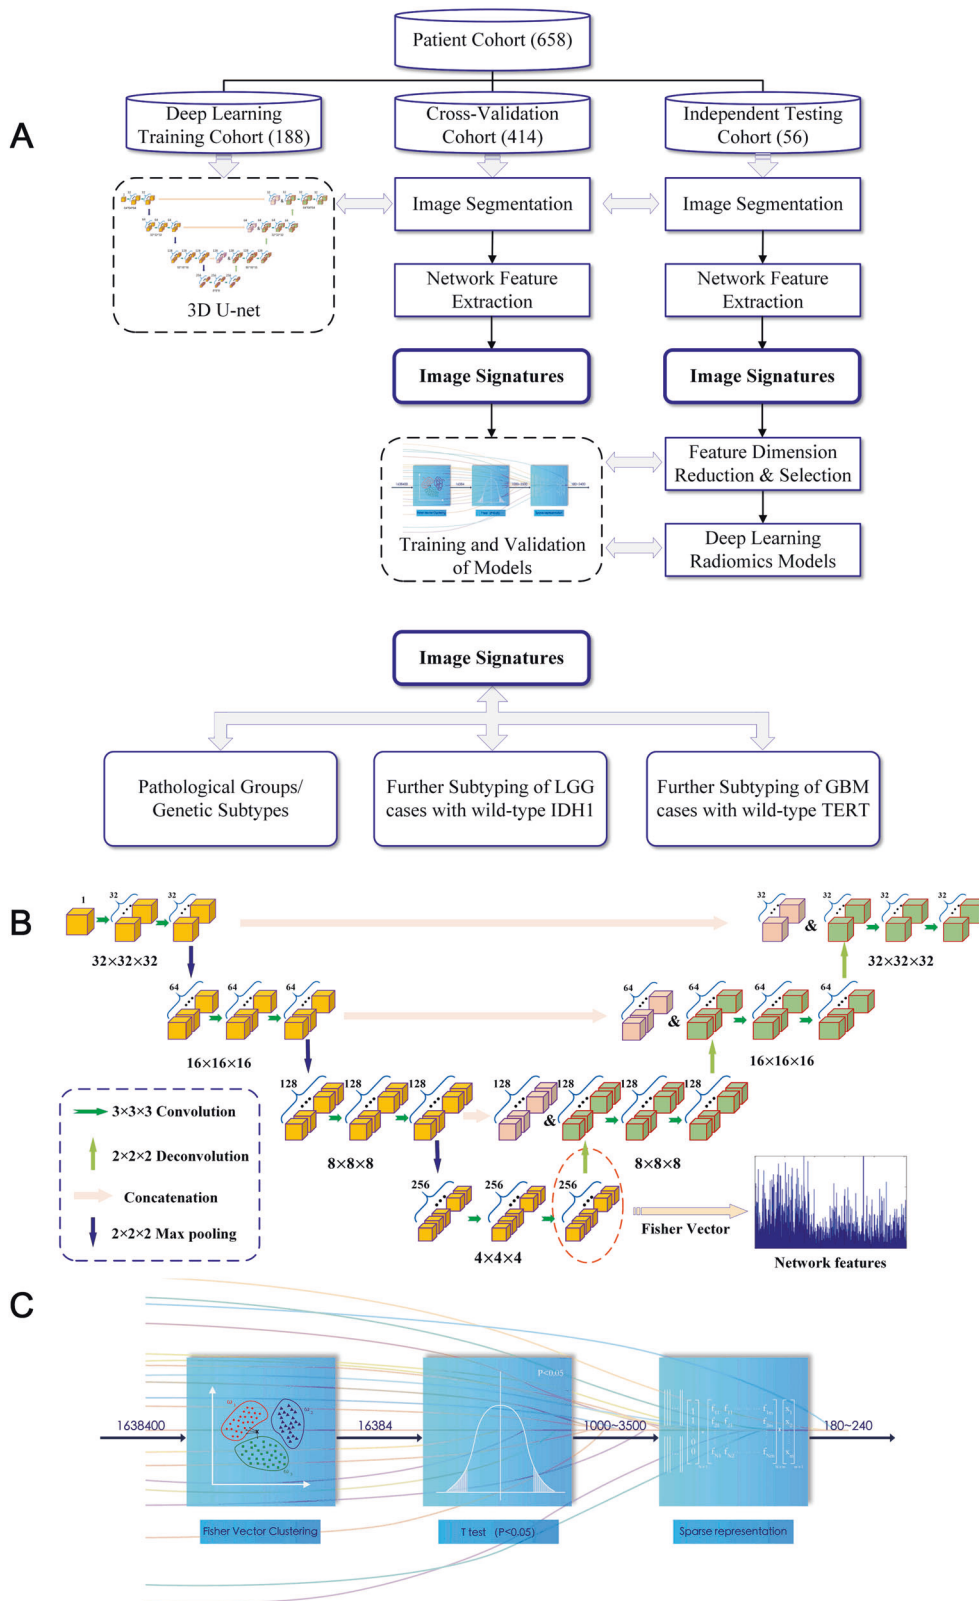 A
Patient Cohort (658)
Deep Learning
Training Cohort (188)
Cross-Validation
Cohort (414)
Independent Testing
Cohort (56)
3D U-net
Image Segmentation
Image Segmentation
Network Feature
Extraction
Network Feature
Extraction
Image Signatures
Image Signatures
Training and Validation
of Models
Feature Dimension
Reduction & Selection
Deep Learning
Radiomics Models
Image Signatures
Pathological Groups/
Genetic Subtypes
Further Subtyping of LGG
cases with wild-type IDH1
Further Subtyping of GBM
cases with wild-type TERT
B
1
32
32
32×32×32
32
&
32
32
32
32×32×32
64
64
64
16×16×16
64
&
64
64
64
16×16×16
128
128
128
8×8×8
128
&
128
128
128
8×8×8
256
256
256
4×4×4
3×3×3 Convolution
2×2×2 Deconvolution
Concatenation
2×2×2 Max pooling
Fisher Vector
Network features
C
1638400
16384
P<0.05
1000~3500
180~240
Fisher Vector Clustering
T test (P<0.05)
Sparse representation